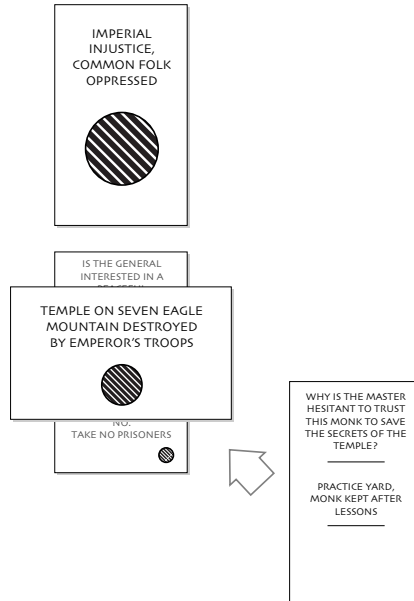 IMPERIAL
INJUSTICE,
COMMON FOLK
OPPRESSED
IS THE GENERAL
INTERESTED IN A
TEMPLE ON SEVEN EAGLE
MOUNTAIN DESTROYED
BY EMPEROR'S TROOPS
NO.
TAKE NO PRISONERS
WHY IS THE MASTER
HESITANT TO TRUST
THIS MONK TO SAVE
THE SECRETS OF THE
TEMPLE?
PRACTICE YARD,
MONK KEPT AFTER
LESSONS